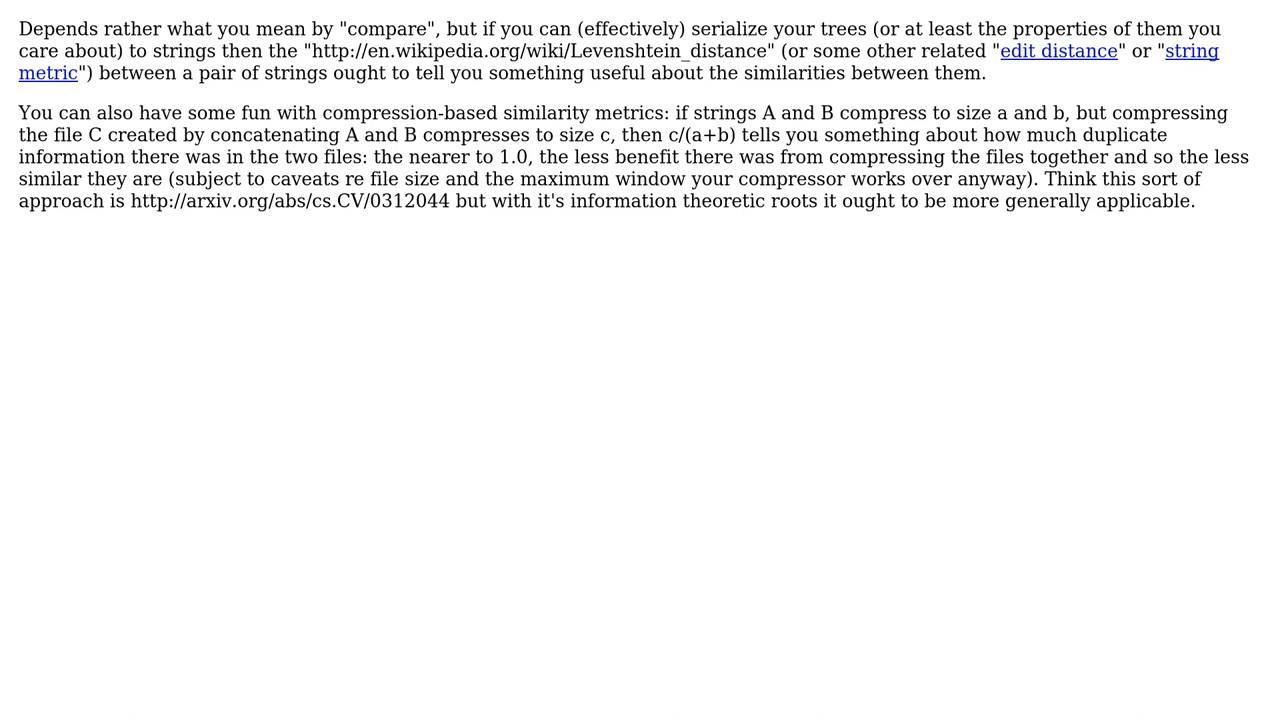 Depends rather what you mean by "compare", but if you can (effectively) serialize your trees (or at least the properties of them you
care about) to strings then the "http://en.wikipedia.org/wiki/Levenshtein_distance" (or some other related "edit distance" or "string
metric") between a pair of strings ought to tell you something useful about the similarities between them.
You can also have some fun with compression-based similarity metrics: if strings A and B compress to size a and b, but compressing
the file C created by concatenating A and B compresses to size c, then c/(a+b) tells you something about how much duplicate
information there was in the two files: the nearer to 1.0, the less benefit there was from compressing the files together and so the less
similar they are (subject to caveats re file size and the maximum window your compressor works over anyway). Think this sort of
approach is http://arxiv.org/abs/cs.CV/0312044 but with it's information theoretic roots it ought to be more generally applicable.